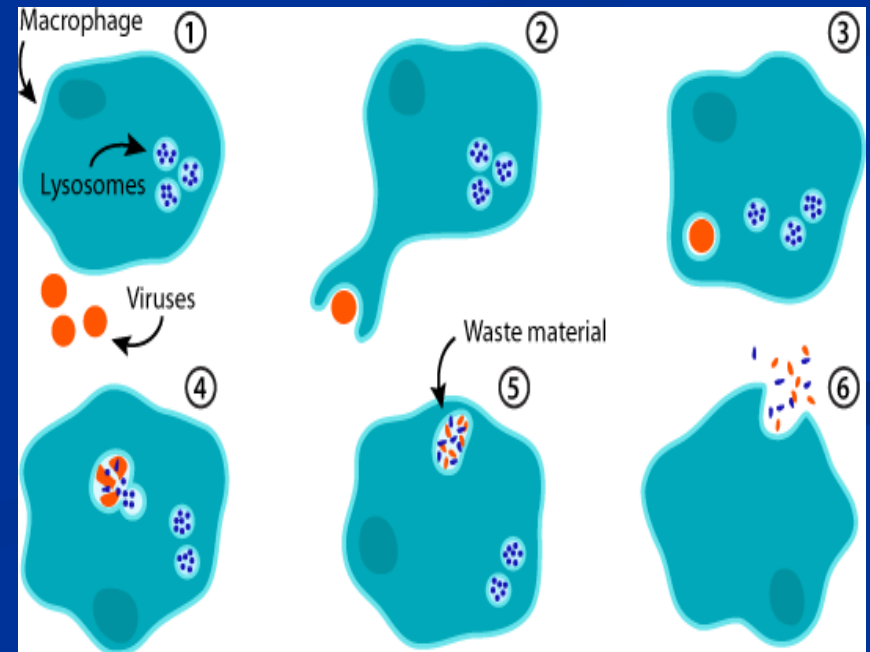 Macrophage
①
②
③
Lysosomes
Viruses
Waste material
④
⑤
⑥